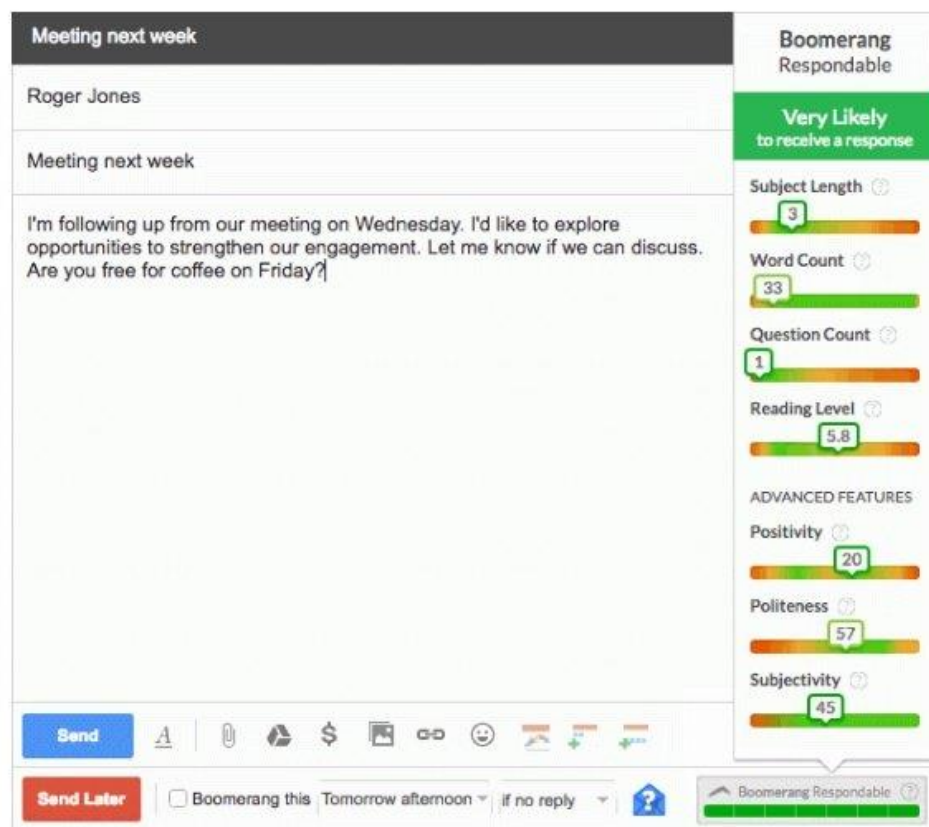 Meeting next week
Roger Jones
Meeting next week
I'm following up from our meeting on Wednesday. I'd like to explore
opportunities to strengthen our engagement. Let me know if we can discuss.
Are you free for coffee on Friday?
Send
A
$
Send Later
Boomerang this
Tomorrow afternoon
if no reply
?
Boomerang
Respondable
Very Likely
to receive a response
Subject Length ?
3
Word Count ?
33
Question Count ?
1
Reading Level ?
5.8
ADVANCED FEATURES
Positivity ?
20
Politeness ?
57
Subjectivity ?
45
Boomerang Respondable ?